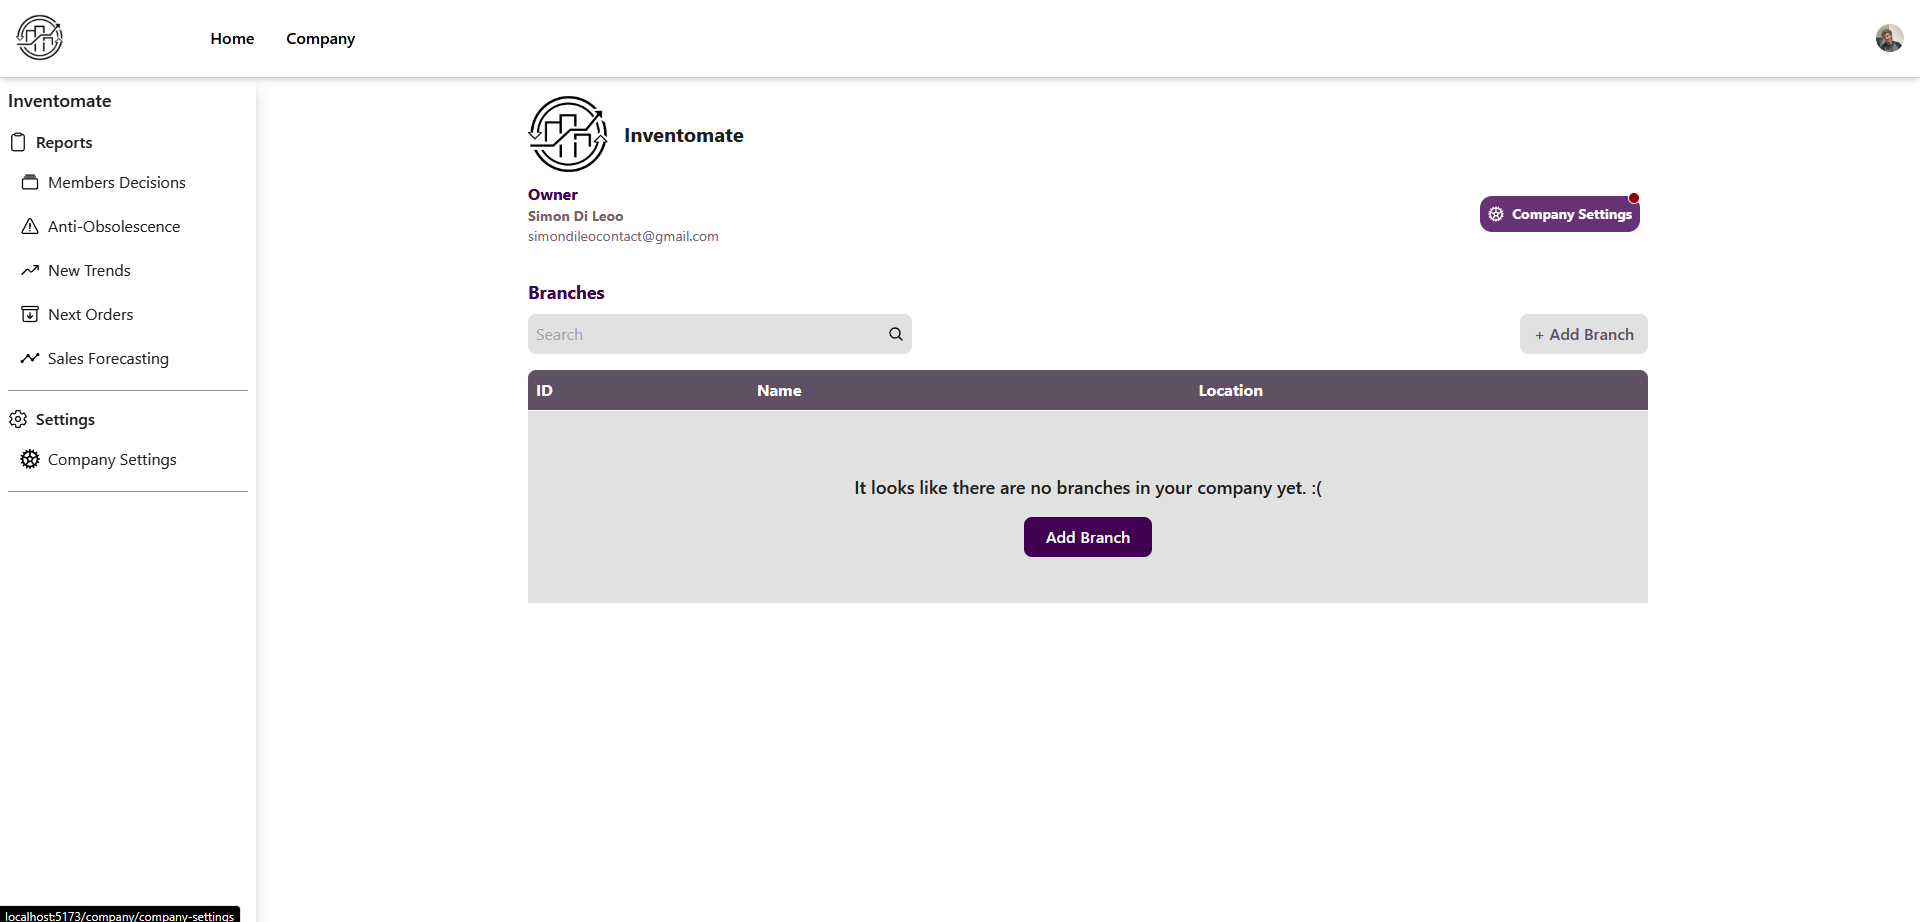 Home
Company
Inventomate
Reports
Members Decisions
Anti-Obsolescence
New Trends
Next Orders
Sales Forecasting
Settings
Company Settings
Inventomate
Owner
Simon Di Leoo
simondileocontact@gmail.com
Company Settings
Branches
Search
+ Add Branch
ID Name Location
It looks like there are no branches in your company yet. :(
Add Branch
localhost:5173/company/company-settings